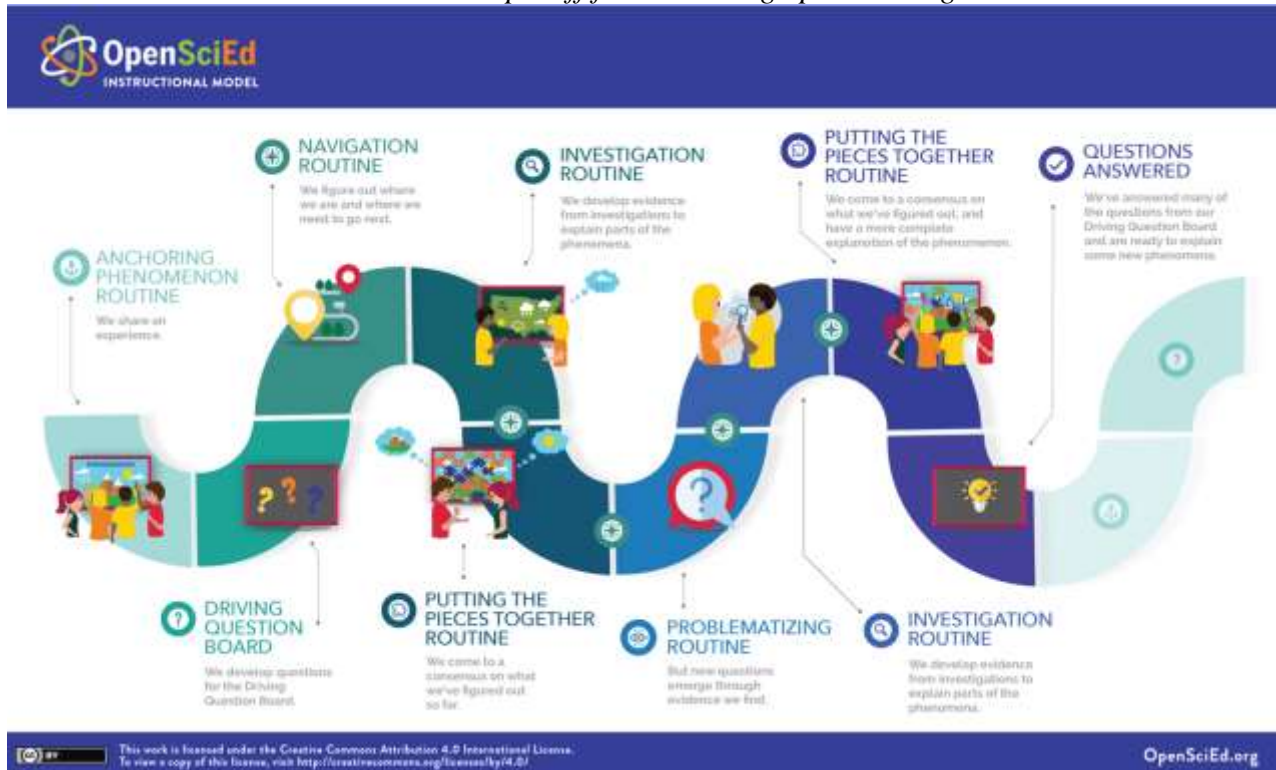 OpenSciEd
INSTRUCTIONAL MODEL
ANCHORING
PHENOMENON
ROUTINE
We share an
experience.
DRIVING
QUESTION
BOARD
We develop questions
for the Driving
Question Board.
NAVIGATION
ROUTINE
We figure out where
we are and where we
need to go next.
INVESTIGATION
ROUTINE
We develop evidence
from investigations to
explain parts of the
phenomena.
PUTTING THE
PIECES TOGETHER
ROUTINE
We come to a
consensus on what
we've figured out
so far.
PROBLEMATIZING
ROUTINE
But new questions
emerge through
evidence we find.
INVESTIGATION
ROUTINE
We develop evidence
from investigations to
explain parts of the
phenomena.
PUTTING THE
PIECES TOGETHER
ROUTINE
We come to a consensus on
what we've figured out, and
have a more complete
explanation of the phenomenon.
QUESTIONS
ANSWERED
We've answered many of
the questions from our
Driving Question Board
and are ready to explain
some new phenomena.
? ? ?
?
?
cc BY
This work is licensed under the Creative Commons Attribution 4.0 International License.
To view a copy of this license, visit http://creativecommons.org/licenses/by/4.0/
OpenSciEd.org